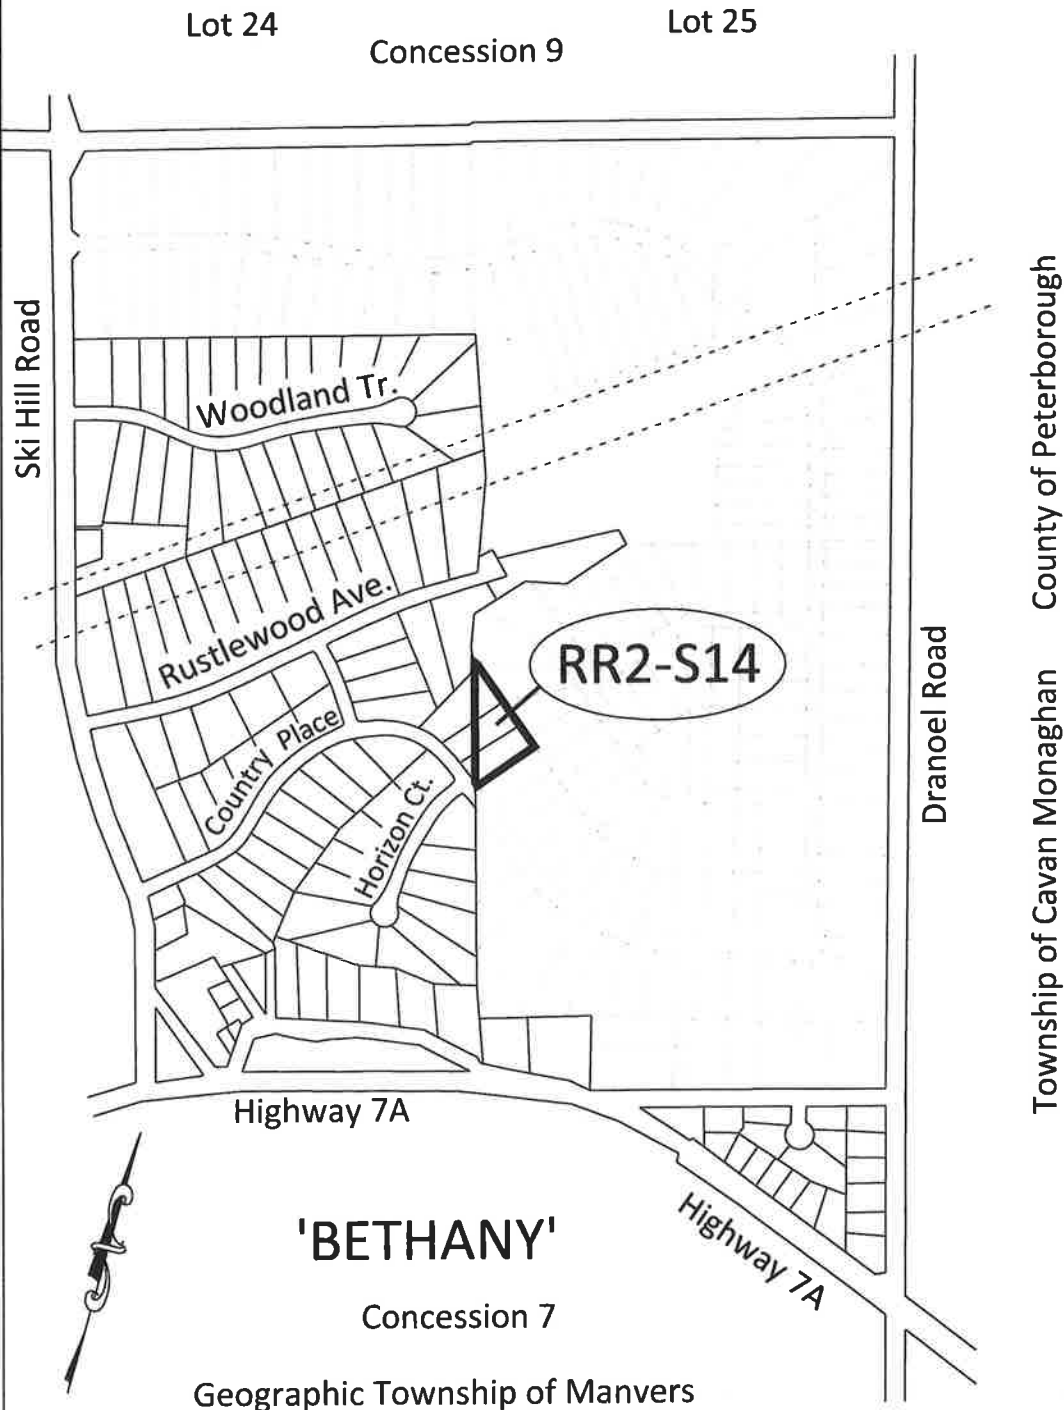 Lot 24
Lot 25
Concession 9
Ski Hill Road
Woodland Tr.
Rustlewood Ave.
RR2-S14
Country Place
Horizon Ct.
Dranoel Road
Township of Cavan Monaghan County of Peterborough
Highway 7A
Highway 7A
'BETHANY'
Concession 7
Geographic Township of Manvers